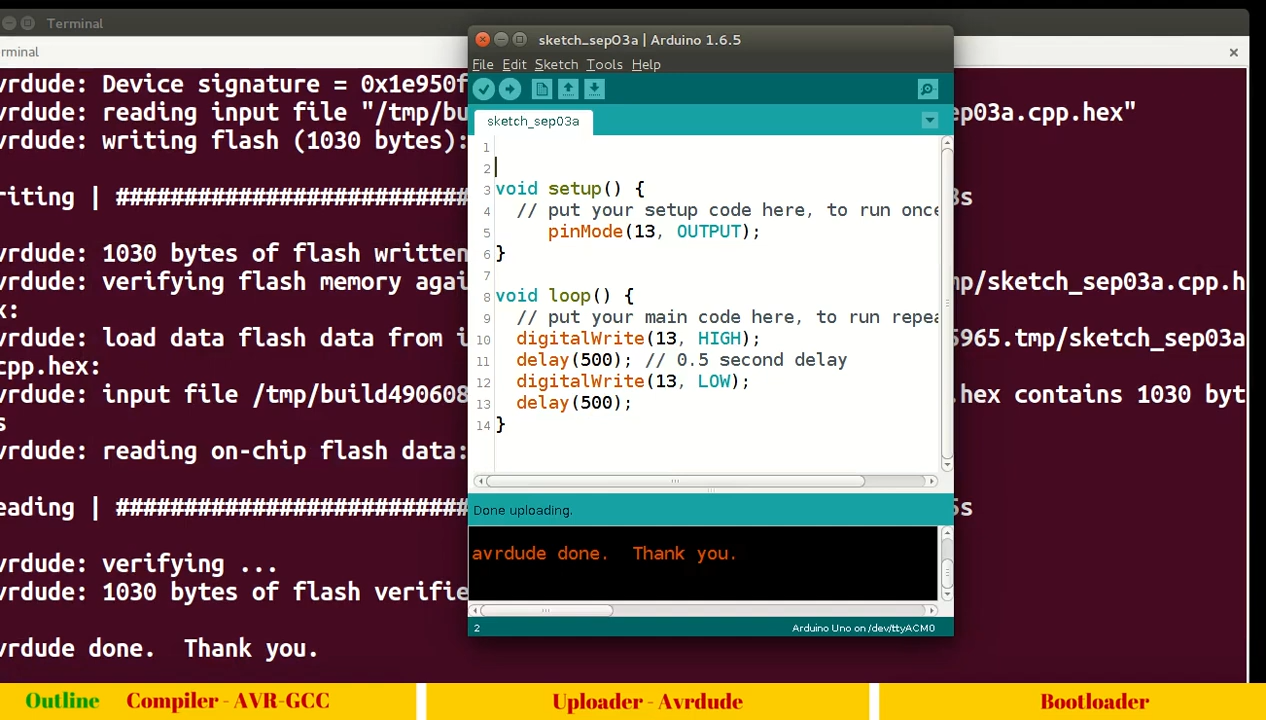 Terminal
rminal
vrdude: Device signature = 0x1e950f
vrdude: reading input file "/tmp/bu
p03a.cpp.hex"
vrdude: writing flash (1030 bytes):
riting | #################################
s
vrdude: 1030 bytes of flash written
vrdude: verifying flash memory agai
mp/sketch_sep03a.cpp.h
x:
vrdude: load data flash data from i
5965.tmp/sketch_sep03a
cpp.hex:
vrdude: input file /tmp/build490608
.hex contains 1030 byt
s
vrdude: reading on-chip flash data:
eading | #################################
s
vrdude: verifying ...
vrdude: 1030 bytes of flash verifie
vrdude done.  Thank you.
sketch_sep03a | Arduino 1.6.5
File Edit Sketch Tools Help
sketch_sep03a
1
2
3 void setup() {
4 // put your setup code here, to run once
5 pinMode(13, OUTPUT);
6 }
7
8 void loop() {
9 // put your main code here, to run repea
10 digitalWrite(13, HIGH);
11 delay(500); // 0.5 second delay
12 digitalWrite(13, LOW);
13 delay(500);
14 }
Done uploading.
avrdude done.  Thank you.
2
Arduino Uno on /dev/ttyACM0
Outline Compiler - AVR-GCC Uploader - Avrdude Bootloader